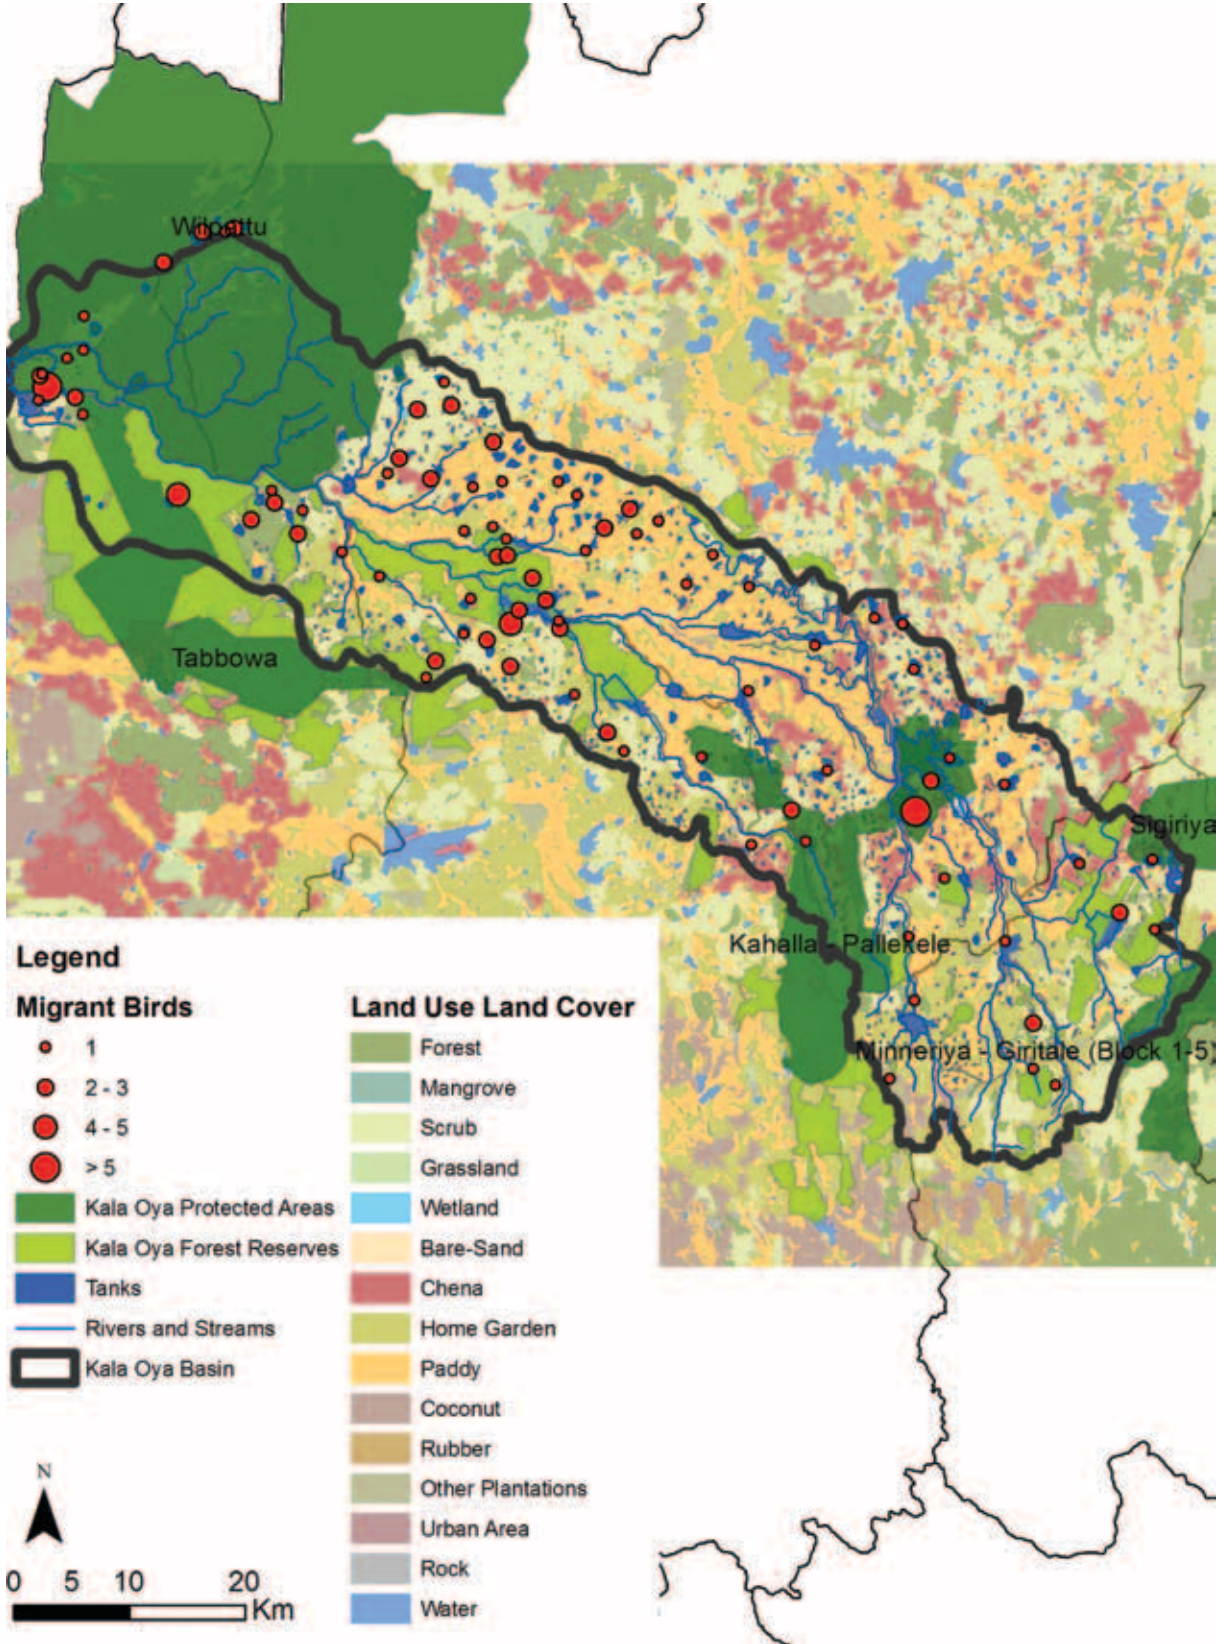 Wilpattu
Tabbowa
Sigiriya
Kahalla - Pallekele
Minneriya - Giritale (Block 1-5)
Legend
Migrant Birds
1
2 - 3
4 - 5
> 5
Kala Oya Protected Areas
Kala Oya Forest Reserves
Tanks
Rivers and Streams
Kala Oya Basin
Land Use Land Cover
Forest
Mangrove
Scrub
Grassland
Wetland
Bare-Sand
Chena
Home Garden
Paddy
Coconut
Rubber
Other Plantations
Urban Area
Rock
Water
N
0 5 10 20
Km